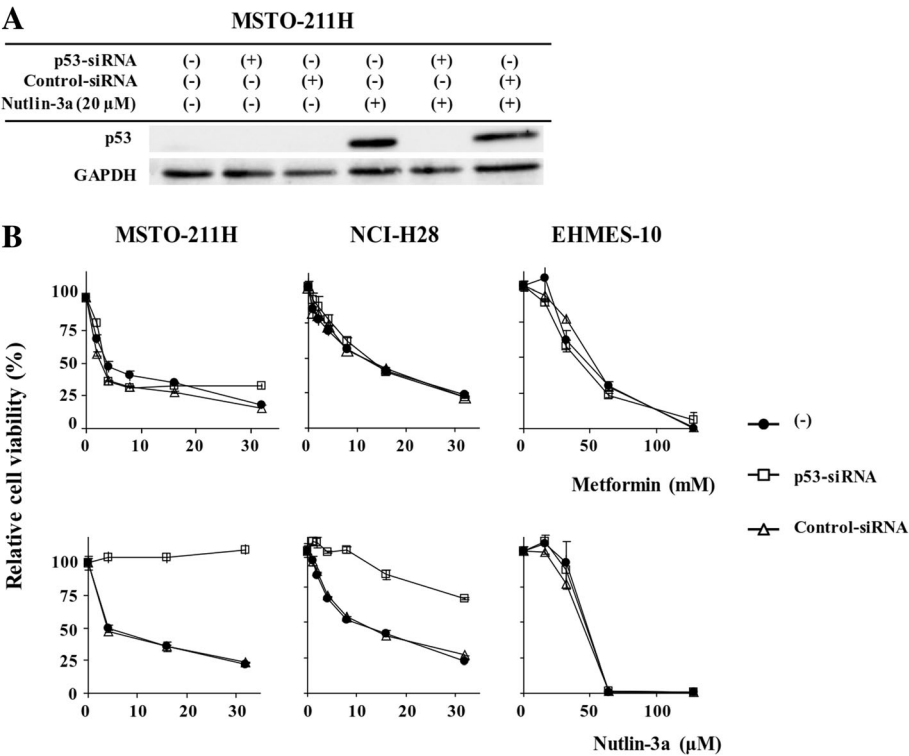 A
MSTO-211H
p53-siRNA (-) (+) (-) (-) (+) (-)
Control-siRNA (-) (-) (+) (-) (-) (+)
Nutlin-3a (20 µM) (-) (-) (-) (+) (+) (+)
p53
GAPDH
B
MSTO-211H NCI-H28 EHMES-10
Relative cell viability (%)
100
75
50
25
0
0 10 20 30 0 10 20 30 0 50 100
Metformin (mM)
(-)
p53-siRNA
Control-siRNA
100
75
50
25
0
0 10 20 30 0 10 20 30 0 50 100
Nutlin-3a (µM)